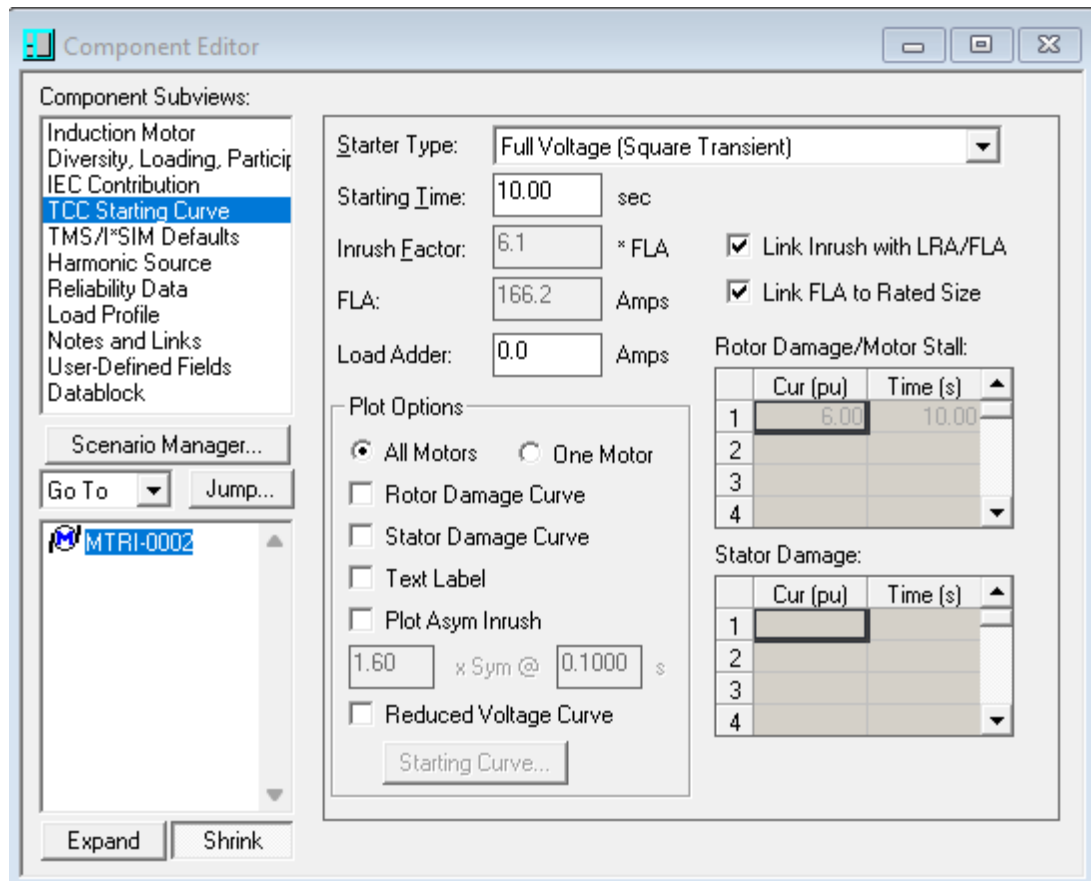 Component Editor
Component Subviews:
Induction Motor
Diversity, Loading, Particip
IEC Contribution
TCC Starting Curve
TMS/I*SIM Defaults
Harmonic Source
Reliability Data
Load Profile
Notes and Links
User-Defined Fields
Datablock
Scenario Manager...
Go To
Jump...
MTRI-0002
Expand
Shrink
Starter Type: Full Voltage (Square Transient)
Starting Time: 10.00 sec
Inrush Factor: 6.1 * FLA
FLA: 166.2 Amps
Load Adder: 0.0 Amps
Link Inrush with LRA/FLA
Link FLA to Rated Size
Plot Options
All Motors One Motor
Rotor Damage Curve
Stator Damage Curve
Text Label
Plot Asym Inrush
1.60 x Sym @ 0.1000 s
Reduced Voltage Curve
Starting Curve...
Rotor Damage/Motor Stall:
Cur (pu) Time (s)
1 6.00 10.00
2
3
4
Stator Damage:
Cur (pu) Time (s)
1
2
3
4